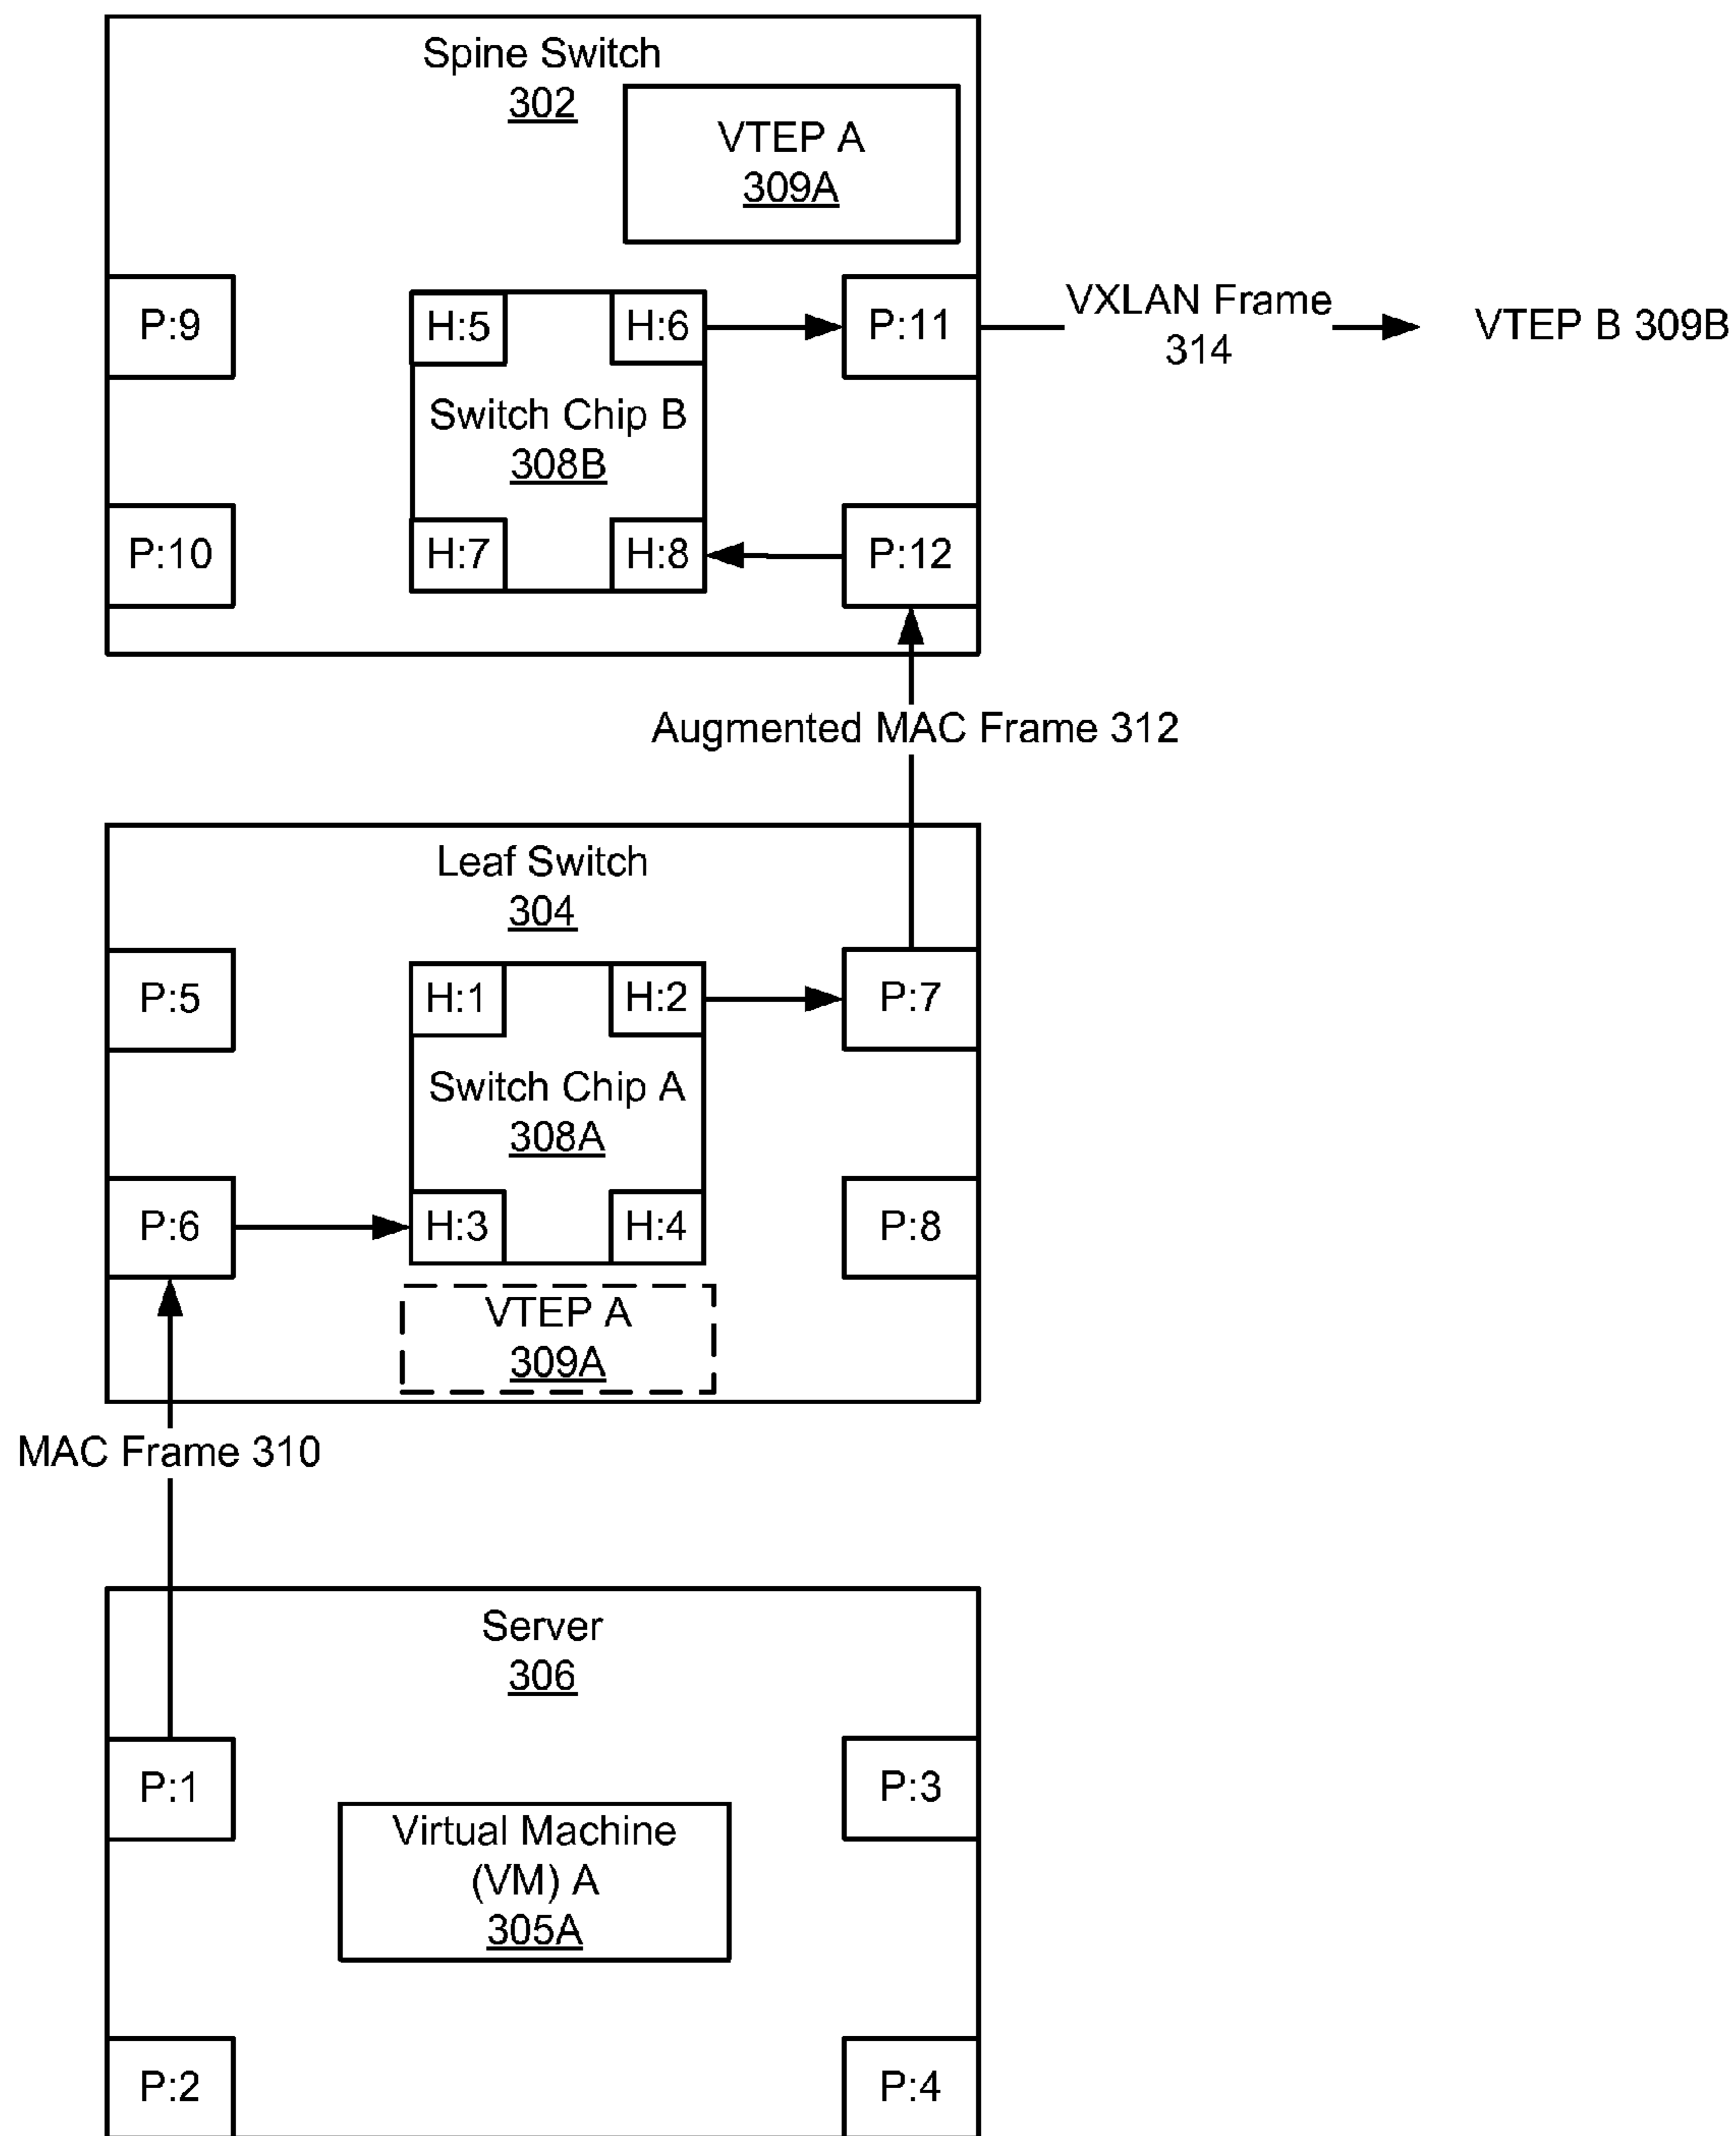 Spine Switch
302
VTEP A
309A
P:9
H:5
H:6
P:11
VXLAN Frame
314
VTEP B 309B
Switch Chip B
308B
P:10
H:7
H:8
P:12
Augmented MAC Frame 312
Leaf Switch
304
P:5
H:1
H:2
P:7
Switch Chip A
308A
P:6
H:3
H:4
P:8
VTEP A
309A
MAC Frame 310
Server
306
P:1
P:3
Virtual Machine
(VM) A
305A
P:2
P:4